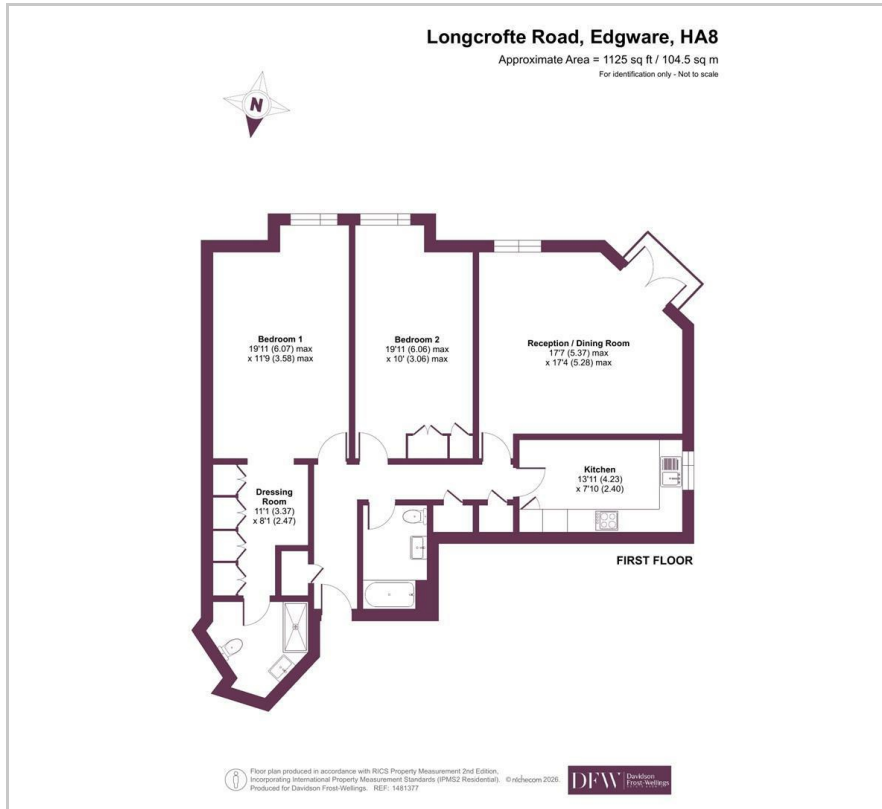 Longcrofte Road, Edgware, HA8
Approximate Area = 1125 sq ft / 104.5 sq m
For identification only - Not to scale
N
Bedroom 1
19'11 (6.07) max
x 11'9 (3.58) max
Bedroom 2
19'11 (6.06) max
x 10' (3.06) max
Reception / Dining Room
17'7 (5.37) max
x 17'4 (5.28) max
Kitchen
13'11 (4.23)
x 7'10 (2.40)
Dressing
Room
11'1 (3.37)
x 8'1 (2.47)
FIRST FLOOR
Floor plan produced in accordance with RICS Property Measurement 2nd Edition,
Incorporating International Property Measurement Standards (IPMS2 Residential). © nichecom 2026.
Produced for Davidson Frost-Wellings. REF: 1481377
DFW
Davidson
Frost-Wellings